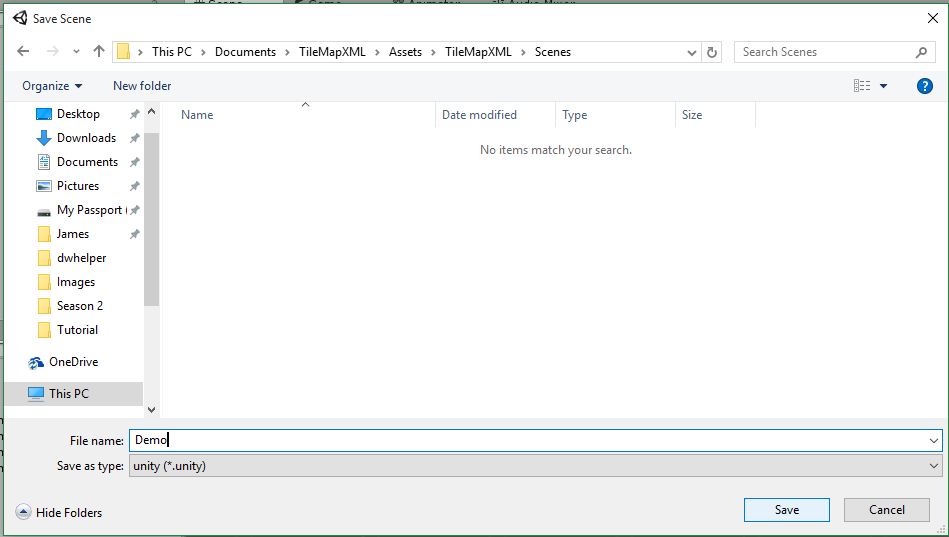 Save Scene
This PC > Documents > TileMapXML > Assets > TileMapXML > Scenes
Search Scenes
Organize
New folder
Name
Date modified
Type
Size
No items match your search.
Desktop
Downloads
Documents
Pictures
My Passport (
James
dwhelper
Images
Season 2
Tutorial
OneDrive
This PC
File name: Demo
Save as type: unity (*.unity)
Hide Folders
Save
Cancel